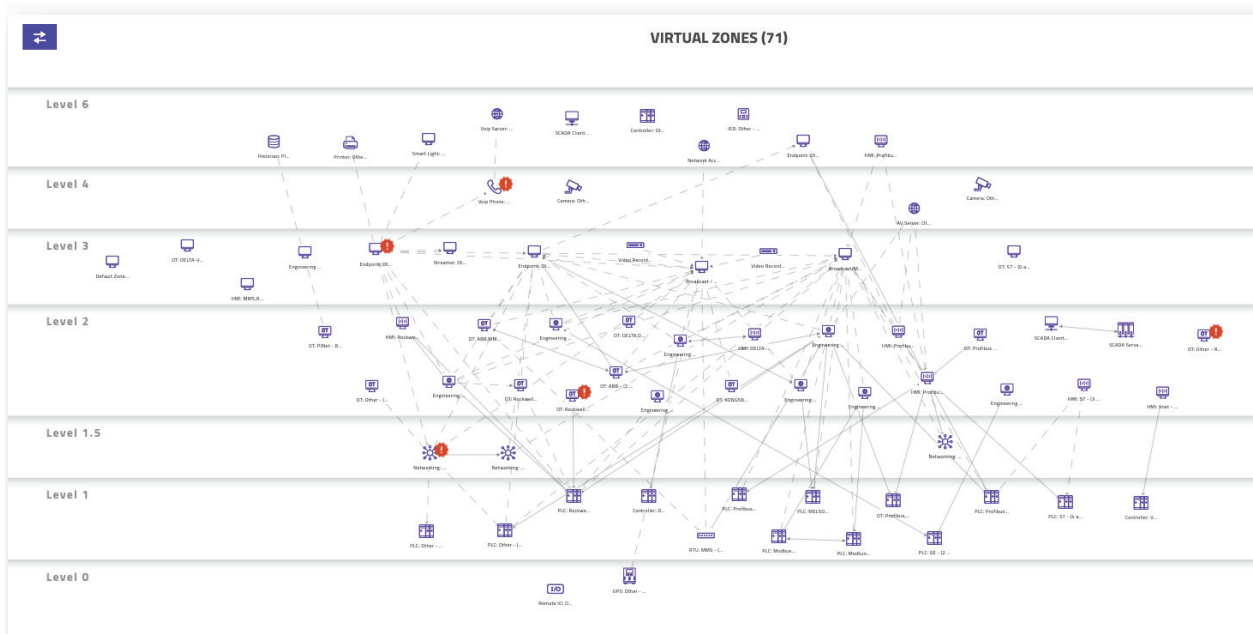 VIRTUAL ZONES (71)
Level 6
Voip Server: ...
SCADA Client...
Controller: Ot...
IED: Other - ...
Historian: Pl...
Printer: Othe...
Smart Light: ...
Network Acc...
Endpoint: Ot...
HMI: Profibu...
Level 4
Voip Phone: ...
Camera: Oth...
Camera: Oth...
AV Server: Ot...
Level 3
Default Zone...
OT: DELTA-V...
HMI: MMS,R...
Engineering ...
Endpoint: Ot...
Streamer: Ot...
Endpoint: Ot...
Video Record...
Broadcast / ...
Video Record...
Broadcast/M...
OT: S7 - (0 a...
Level 2
OT: PiNet - R...
HMI: Rockwe...
OT: ABB,MM...
Engineering ...
OT: DELTA,D...
Engineering ...
HMI: DELTA-...
Engineering ...
HMI: Profibu...
OT: Profibus ...
SCADA Client...
SCADA Serve...
OT: Other - R...
OT: Other - (...
Engineering ...
OT: Rockwell...
OT: Rockwell...
OT: ABB - (2 ...
Engineering ...
OT: KONGSB...
Engineering ...
Engineering ...
HMI: Profibu...
Engineering ...
HMI: S7 - (3/ ...
HMI: Xnet - ...
Level 1.5
Networking: ...
Networking: ...
Networking: ...
Level 1
PLC: Rockwe...
Controller: D...
PLC: Profibus...
PLC: MELSO...
OT: Profibus...
PLC: Profibus...
PLC: S7 - (4 a...
Controller: V...
PLC: Other - ...
PLC: Other - (...
RTU: MMS - (...
PLC: Modbus...
PLC: Modbus...
PLC: GE - (2 ...
Level 0
I/O
Remote IO: O...
UPS: Other - ...